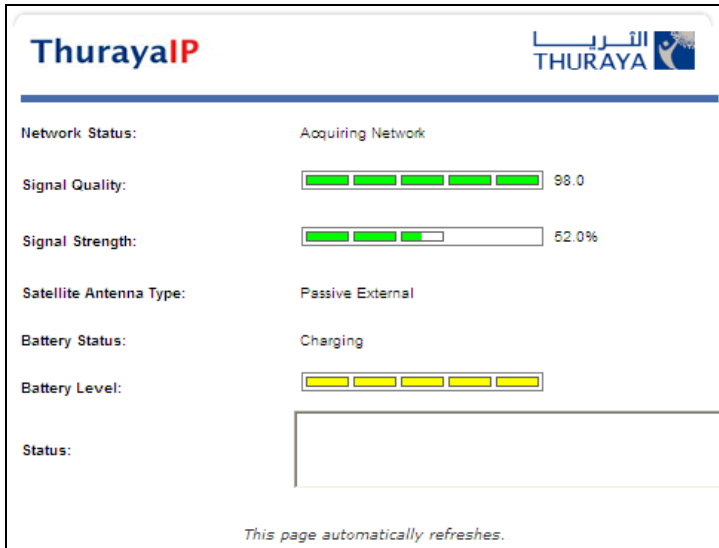 ThurayaIP
الثريا
THURAYA
Network Status: Acquiring Network
Signal Quality: 98.0
Signal Strength: 52.0%
Satellite Antenna Type: Passive External
Battery Status: Charging
Battery Level:
Status:
This page automatically refreshes.